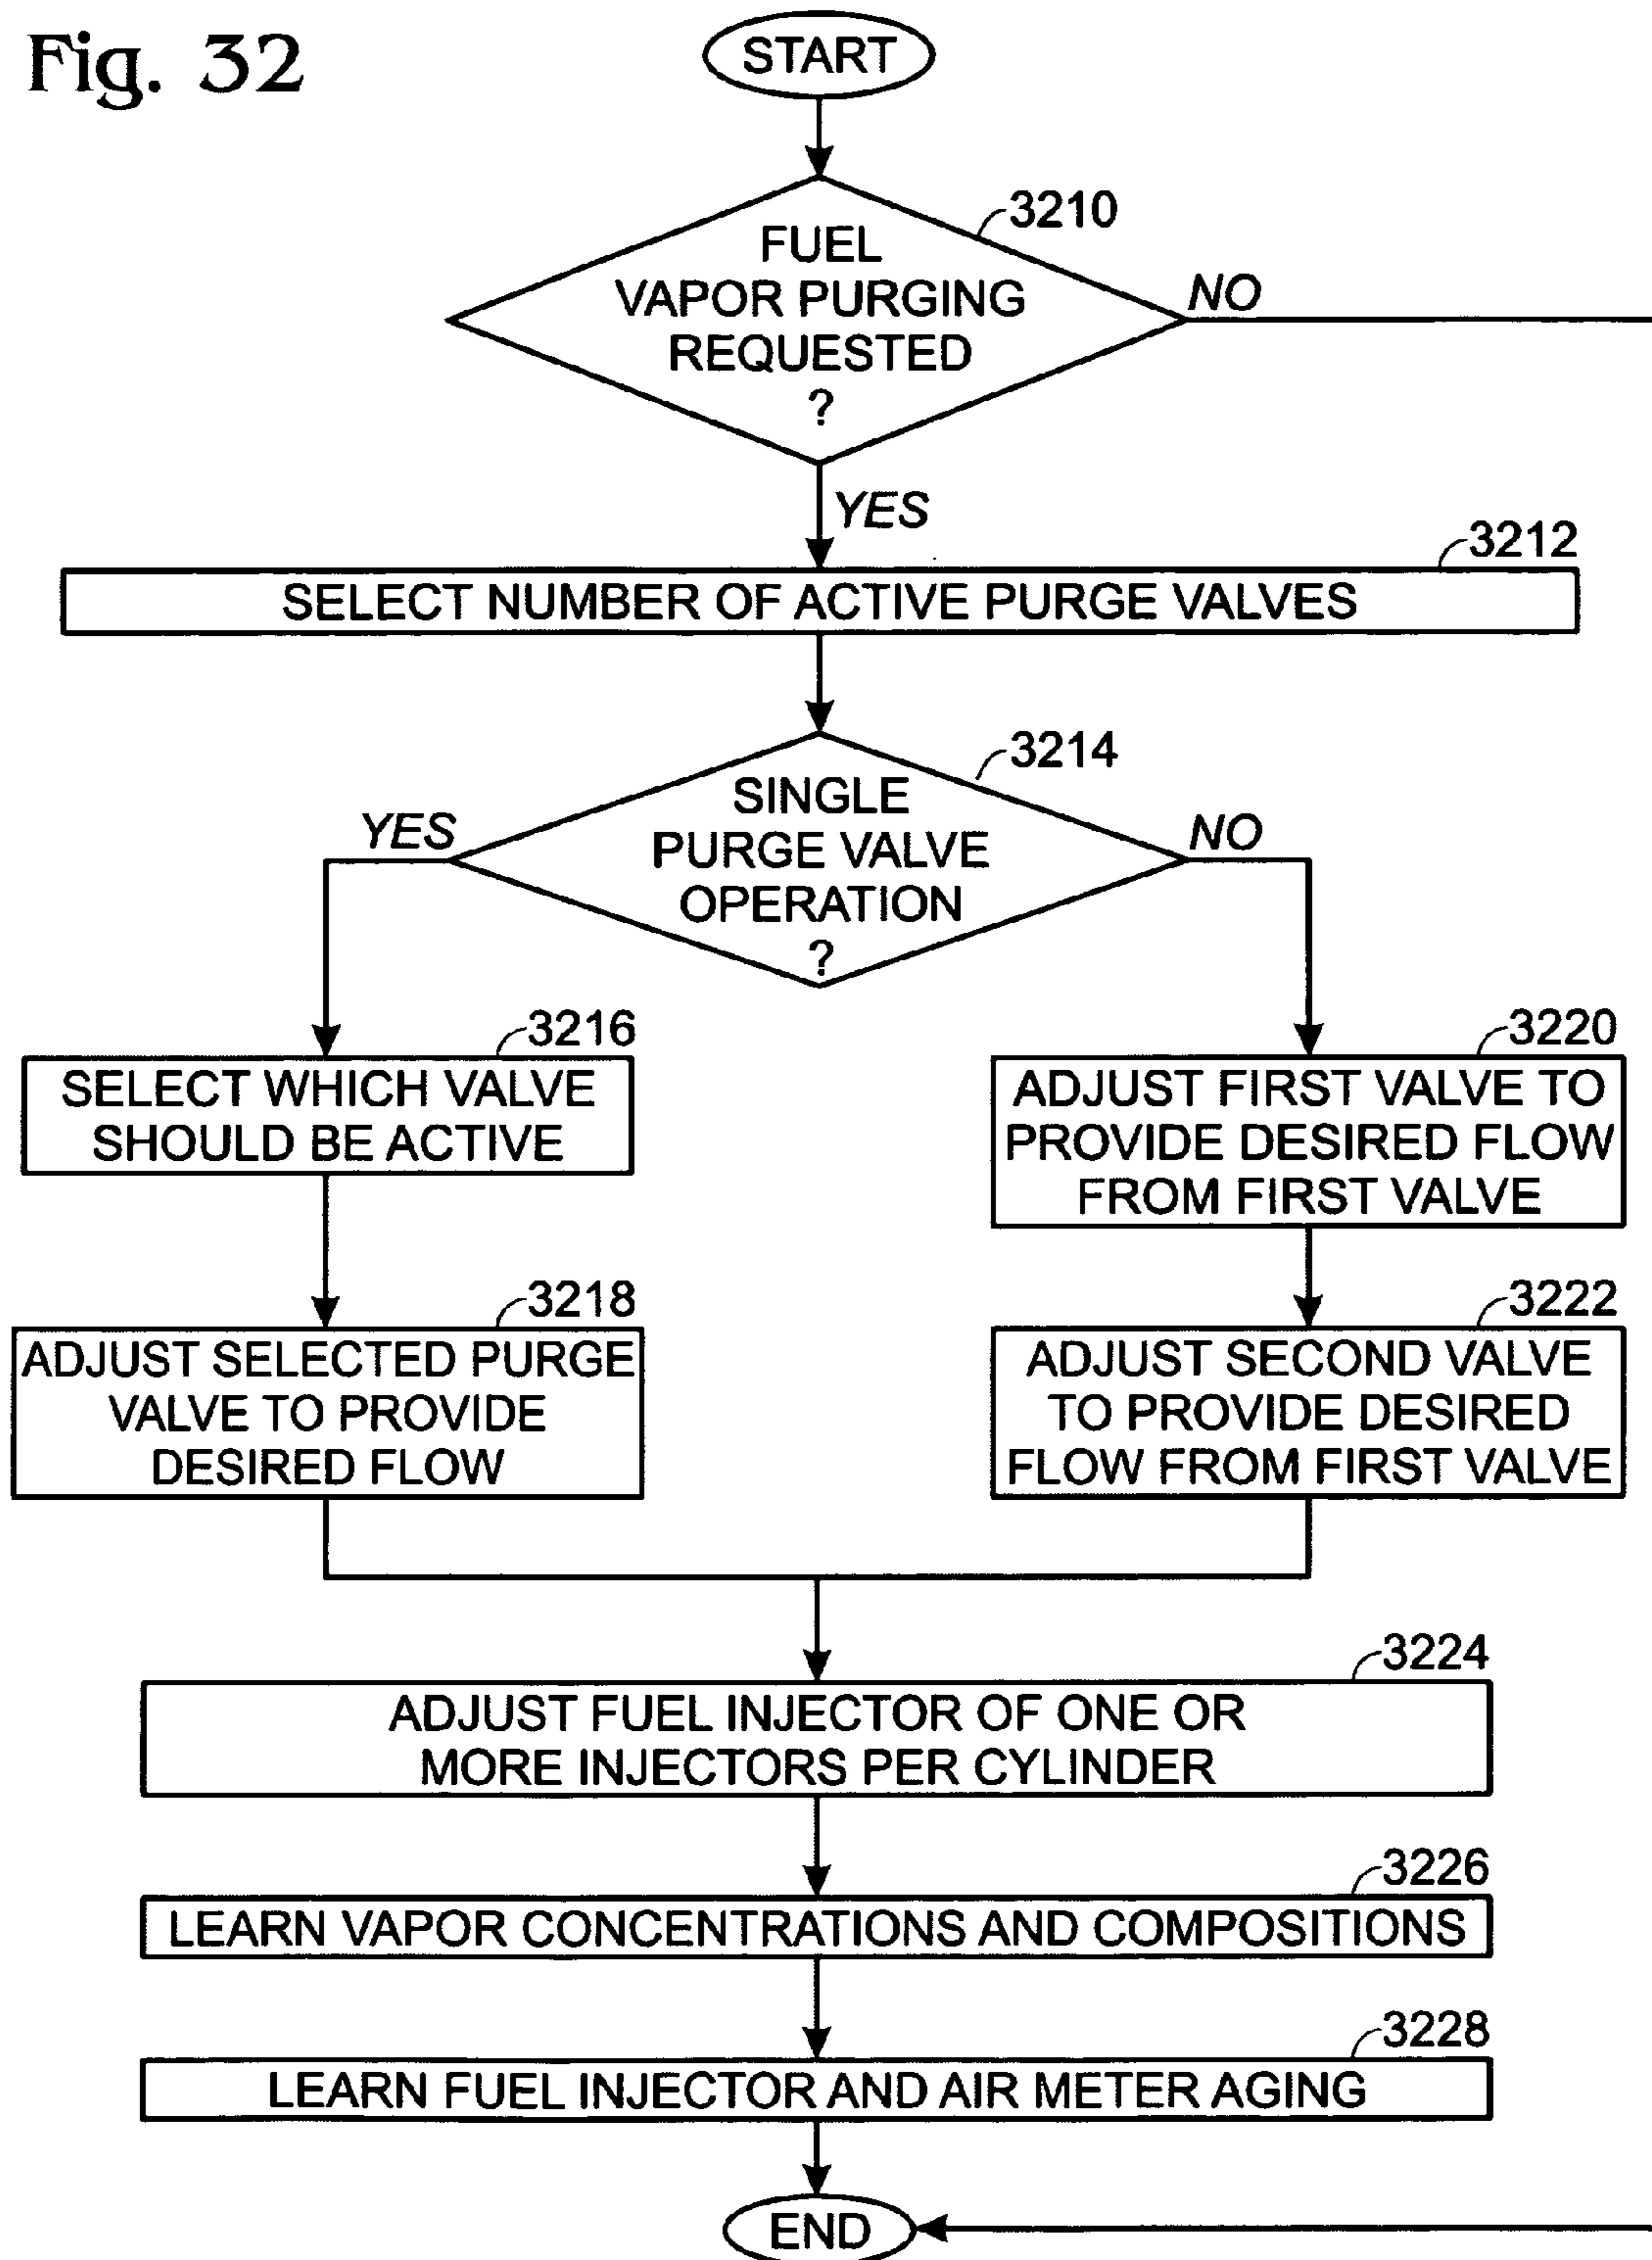 Fig. 32
START
3210
FUEL
VAPOR PURGING
REQUESTED
?
NO
YES
3212
SELECT NUMBER OF ACTIVE PURGE VALVES
3214
SINGLE
PURGE VALVE
OPERATION
?
YES
NO
3216
SELECT WHICH VALVE
SHOULD BE ACTIVE
3218
ADJUST SELECTED PURGE
VALVE TO PROVIDE
DESIRED FLOW
3220
ADJUST FIRST VALVE TO
PROVIDE DESIRED FLOW
FROM FIRST VALVE
3222
ADJUST SECOND VALVE
TO PROVIDE DESIRED
FLOW FROM FIRST VALVE
3224
ADJUST FUEL INJECTOR OF ONE OR
MORE INJECTORS PER CYLINDER
3226
LEARN VAPOR CONCENTRATIONS AND COMPOSITIONS
3228
LEARN FUEL INJECTOR AND AIR METER AGING
END